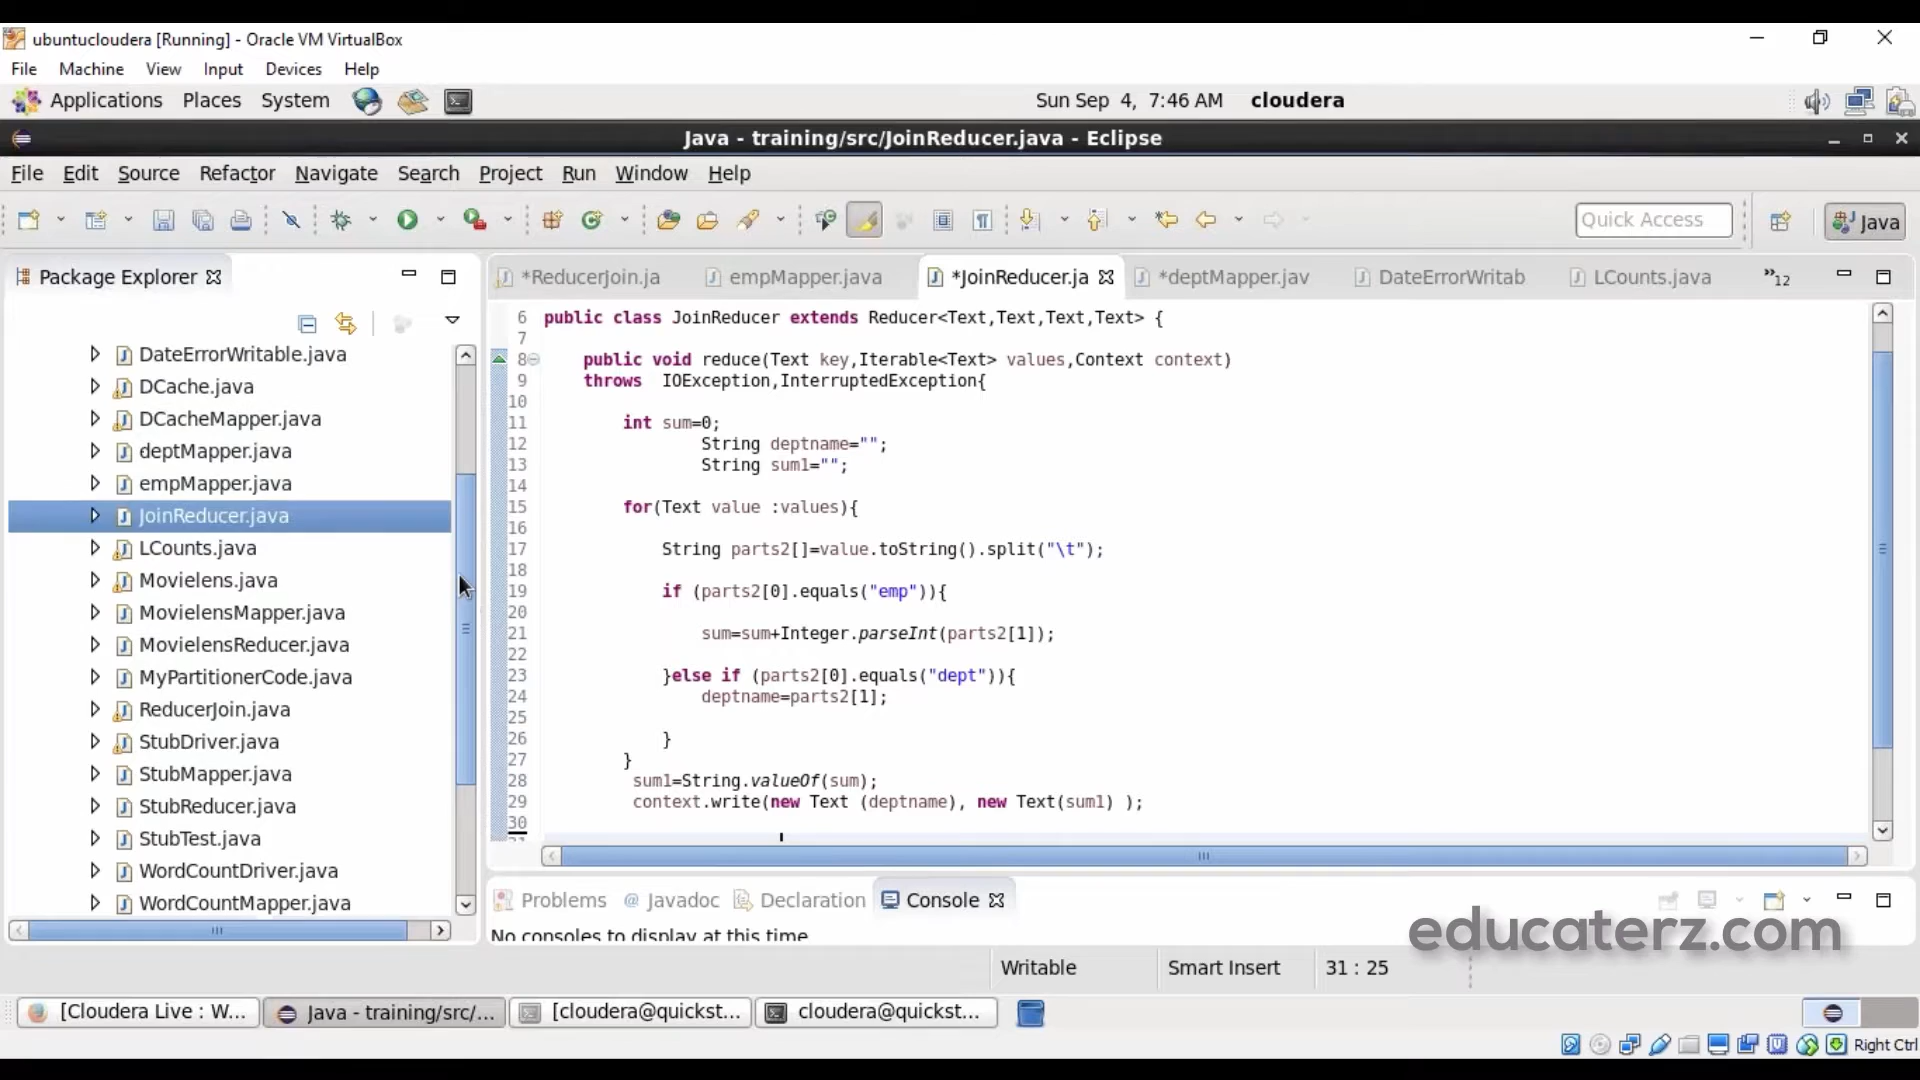 ubuntucloudera [Running] - Oracle VM VirtualBox
File Machine View Input Devices Help
Applications Places System Sun Sep 4, 7:46 AM cloudera
Java - training/src/JoinReducer.java - Eclipse
File Edit Source Refactor Navigate Search Project Run Window Help
Quick Access Java
Package Explorer
*ReducerJoin.ja empMapper.java *JoinReducer.ja *deptMapper.jav DateErrorWritab LCounts.java »12
DateErrorWritable.java
DCache.java
DCacheMapper.java
deptMapper.java
empMapper.java
JoinReducer.java
LCounts.java
Movielens.java
MovielensMapper.java
MovielensReducer.java
MyPartitionerCode.java
ReducerJoin.java
StubDriver.java
StubMapper.java
StubReducer.java
StubTest.java
WordCountDriver.java
WordCountMapper.java
6 public class JoinReducer extends Reducer<Text,Text,Text,Text> {
7
8 public void reduce(Text key,Iterable<Text> values,Context context)
9 throws IOException,InterruptedException{
10
11 int sum=0;
12 String deptname="";
13 String sum1="";
14
15 for(Text value :values){
16
17 String parts2[]=value.toString().split("\t");
18
19 if (parts2[0].equals("emp")){
20
21 sum=sum+Integer.parseInt(parts2[1]);
22
23 }else if (parts2[0].equals("dept")){
24 deptname=parts2[1];
25
26 }
27 }
28 sum1=String.valueOf(sum);
29 context.write(new Text (deptname), new Text(sum1) );
30
Problems @ Javadoc Declaration Console
No consoles to display at this time
educaterz.com
Writable Smart Insert 31 : 25
[Cloudera Live : W... Java - training/src/... [cloudera@quickst... cloudera@quickst...
Right Ctrl